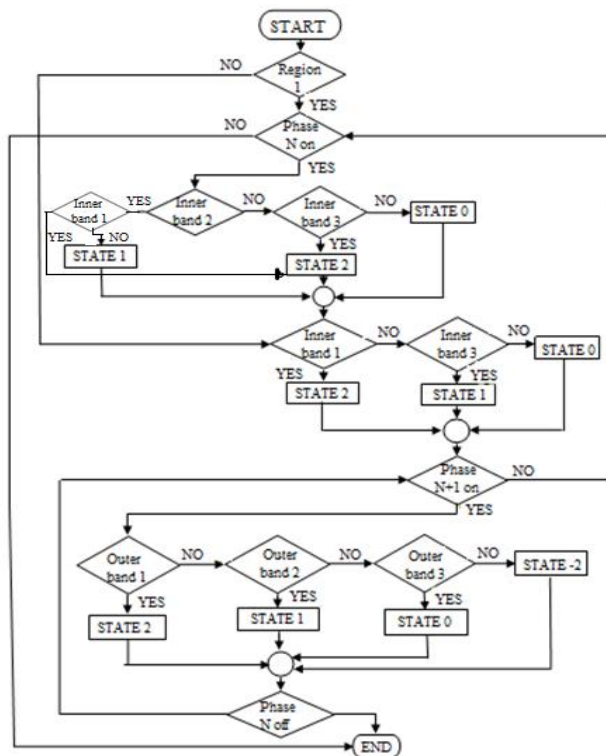 START
NO
Region
1
YES
NO
Phase
N on
YES
Inner
band 1
YES
Inner
band 2
NO
Inner
band 3
NO
STATE 0
YES
NO
STATE 1
YES
STATE 2
Inner
band 1
NO
Inner
band 3
NO
STATE 0
YES
STATE 2
YES
STATE 1
Phase
N+1 on
NO
YES
Outer
band 1
NO
Outer
band 2
NO
Outer
band 3
NO
STATE -2
YES
STATE 2
YES
STATE 1
YES
STATE 0
Phase
N off
END